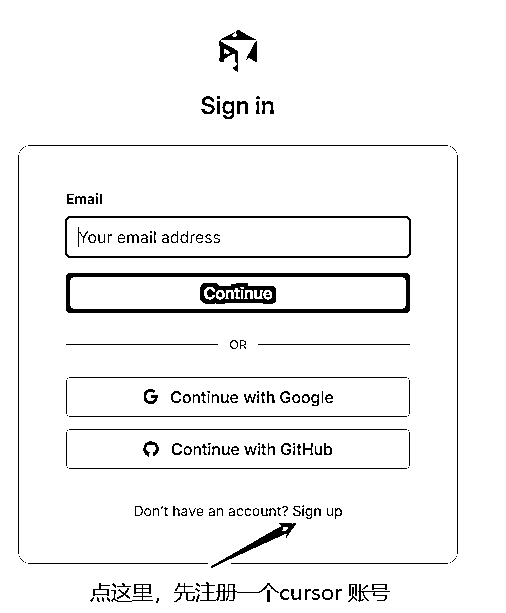 Sign in
Email
Your email address
Continue
OR
Continue with Google
Continue with GitHub
Don't have an account? Sign up
点这里，先注册一个cursor 账号